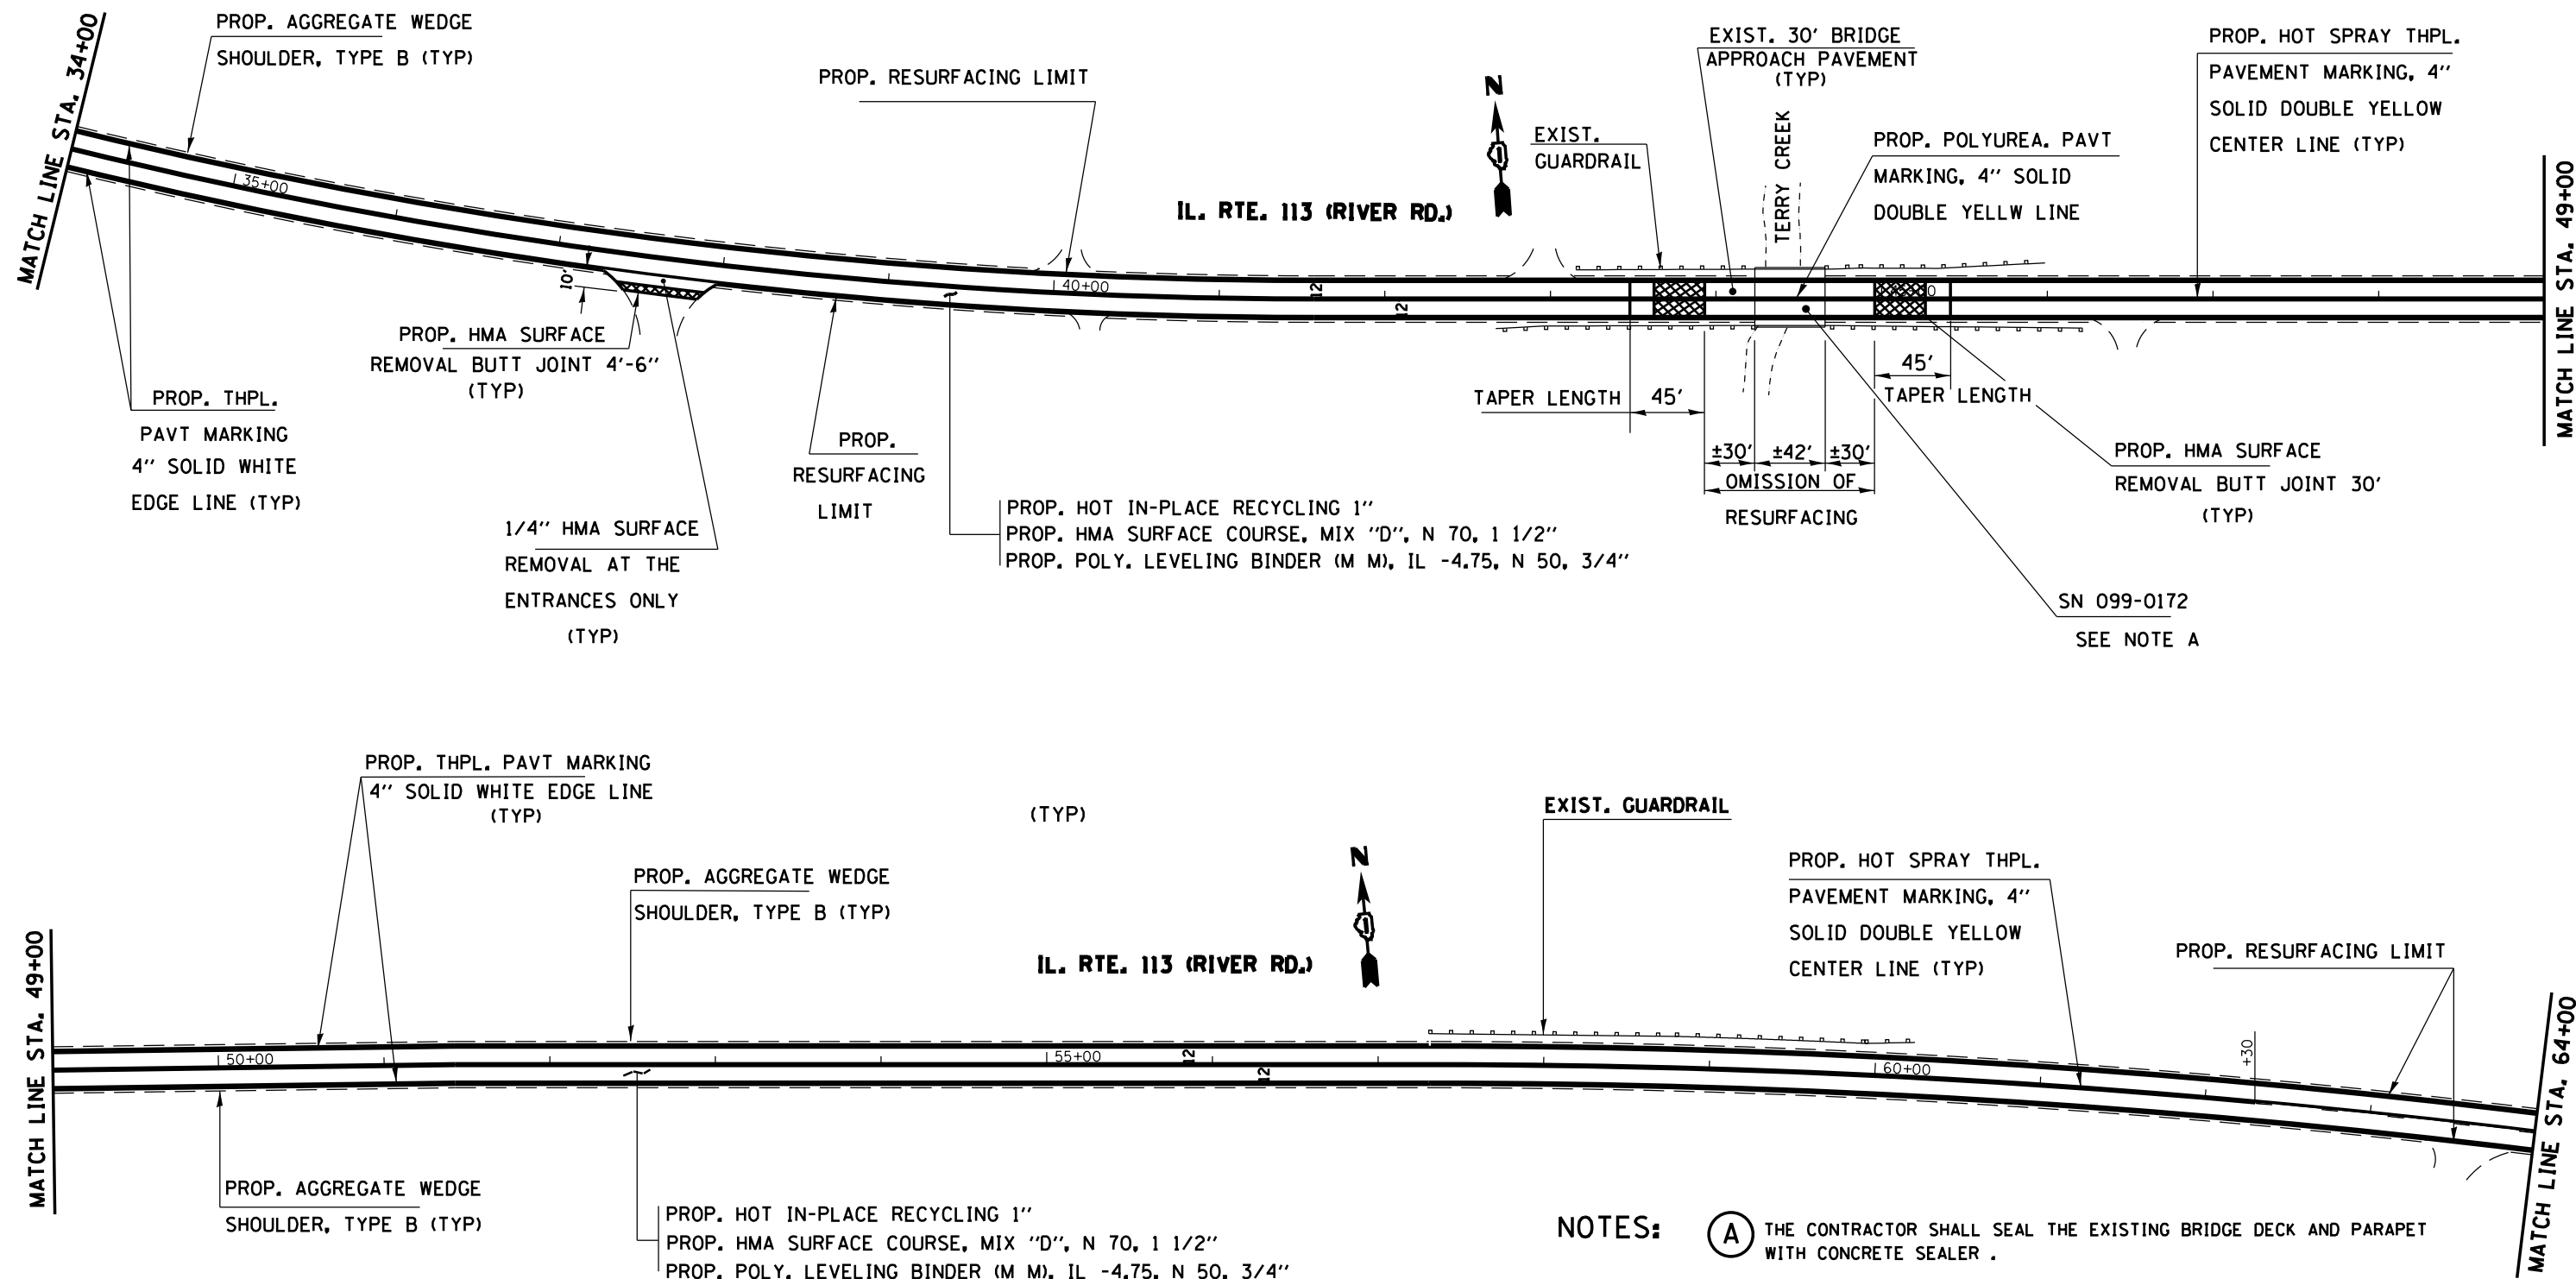 MATCH LINE STA. 34+00
PROP. AGGREGATE WEDGE
SHOULDER, TYPE B (TYP)
35+00
PROP. RESURFACING LIMIT
N
IL. RTE. 113 (RIVER RD.)
EXIST.
GUARDRAIL
EXIST. 30' BRIDGE
APPROACH PAVEMENT
(TYP)
TERRY CREEK
PROP. POLYUREA. PAVT
MARKING, 4'' SOLID
DOUBLE YELLW LINE
PROP. HOT SPRAY THPL.
PAVEMENT MARKING, 4''
SOLID DOUBLE YELLOW
CENTER LINE (TYP)
MATCH LINE STA. 49+00
10'
40+00
12
12
PROP. HMA SURFACE
REMOVAL BUTT JOINT 4'-6''
(TYP)
PROP. THPL.
PAVT MARKING
4'' SOLID WHITE
EDGE LINE (TYP)
1/4'' HMA SURFACE
REMOVAL AT THE
ENTRANCES ONLY
(TYP)
PROP.
RESURFACING
LIMIT
PROP. HOT IN-PLACE RECYCLING 1''
PROP. HMA SURFACE COURSE, MIX "D", N 70, 1 1/2''
PROP. POLY. LEVELING BINDER (M M), IL -4.75, N 50, 3/4''
TAPER LENGTH
45'
±30'
±42'
±30'
OMISSION OF
RESURFACING
45'
TAPER LENGTH
PROP. HMA SURFACE
REMOVAL BUTT JOINT 30'
(TYP)
SN 099-0172
SEE NOTE A
MATCH LINE STA. 49+00
PROP. THPL. PAVT MARKING
4'' SOLID WHITE EDGE LINE
(TYP)
(TYP)
PROP. AGGREGATE WEDGE
SHOULDER, TYPE B (TYP)
N
IL. RTE. 113 (RIVER RD.)
EXIST. GUARDRAIL
PROP. HOT SPRAY THPL.
PAVEMENT MARKING, 4''
SOLID DOUBLE YELLOW
CENTER LINE (TYP)
PROP. RESURFACING LIMIT
50+00
55+00
12
12
60+00
+30
MATCH LINE STA. 64+00
PROP. AGGREGATE WEDGE
SHOULDER, TYPE B (TYP)
PROP. HOT IN-PLACE RECYCLING 1''
PROP. HMA SURFACE COURSE, MIX "D", N 70, 1 1/2''
PROP. POLY. LEVELING BINDER (M M), IL -4.75, N 50, 3/4''
NOTES:
A THE CONTRACTOR SHALL SEAL THE EXISTING BRIDGE DECK AND PARAPET
WITH CONCRETE SEALER .